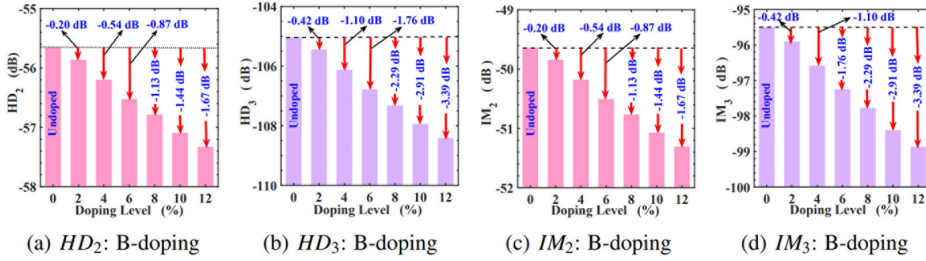 -55
-56
-57
-58
HD2 (dB)
-0.20 dB
-0.54 dB
-0.87 dB
Undoped
-1.13 dB
-1.44 dB
-1.67 dB
0 2 4 6 8 10 12
Doping Level (%)
(a) HD2: B-doping
-104
-106
-108
-110
HD3 (dB)
-0.42 dB
-1.10 dB
-1.76 dB
Undoped
-2.29 dB
-2.91 dB
-3.39 dB
0 2 4 6 8 10 12
Doping Level (%)
(b) HD3: B-doping
-49
-50
-51
-52
IM2 (dB)
-0.20 dB
-0.54 dB
-0.87 dB
Undoped
-1.13 dB
-1.44 dB
-1.67 dB
0 2 4 6 8 10 12
Doping Level (%)
(c) IM2: B-doping
-95
-96
-97
-98
-99
-100
IM3 (dB)
-0.42 dB
-1.10 dB
Undoped
-1.76 dB
-2.29 dB
-2.91 dB
-3.39 dB
0 2 4 6 8 10 12
Doping Level (%)
(d) IM3: B-doping